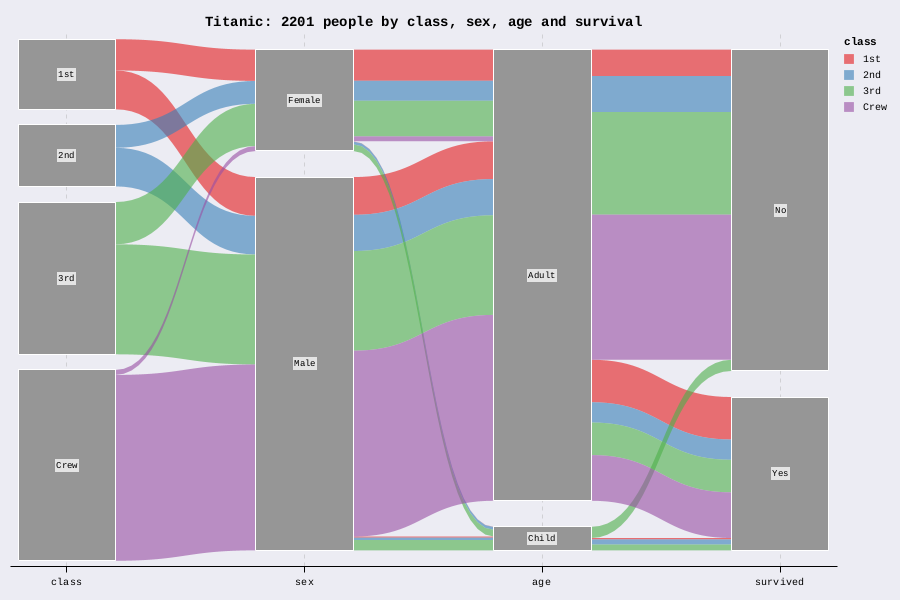 Titanic: 2201 people by class, sex, age and survival
class
1st
2nd
3rd
Crew
1st
2nd
3rd
Crew
Female
Male
Adult
Child
No
Yes
class
sex
age
survived